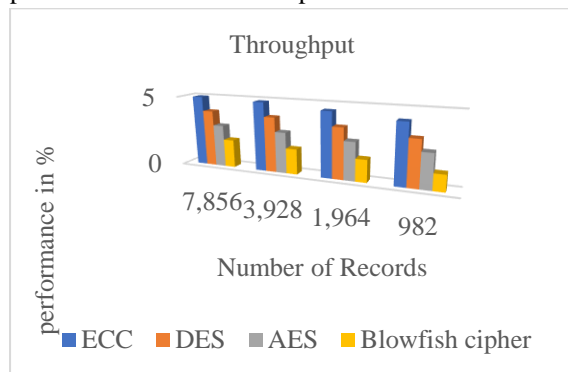 Throughput
5
0
7,856 3,928 1,964 982
performance in %
Number of Records
ECC DES AES Blowfish cipher